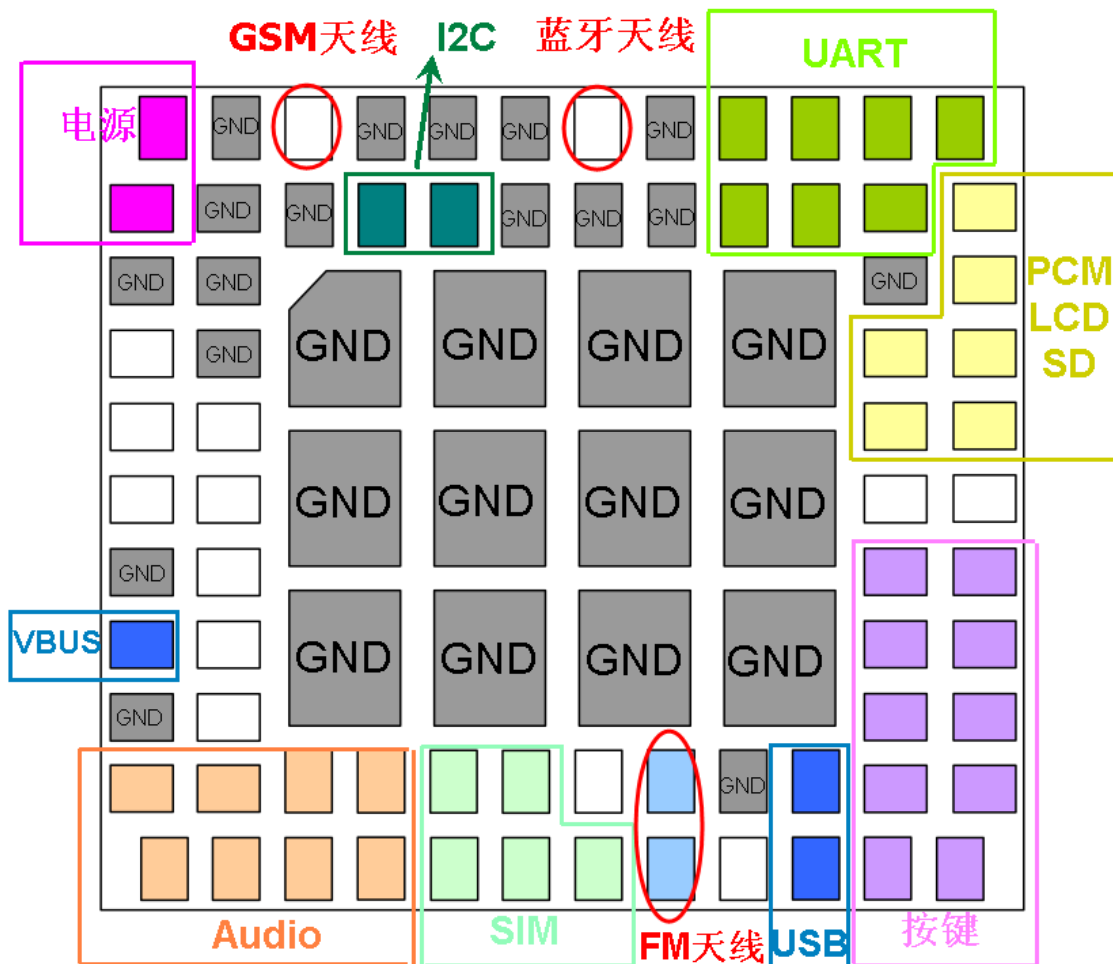 GSM天线 I2C 蓝牙天线 UART
电源 GND GND GND GND GND
GND GND GND GND GND
GND GND GND PCM
LCD
GND GND GND GND GND SD
GND GND GND GND
GND
VBUS GND GND GND GND
GND
GND
Audio SIM FM天线 USB 按键